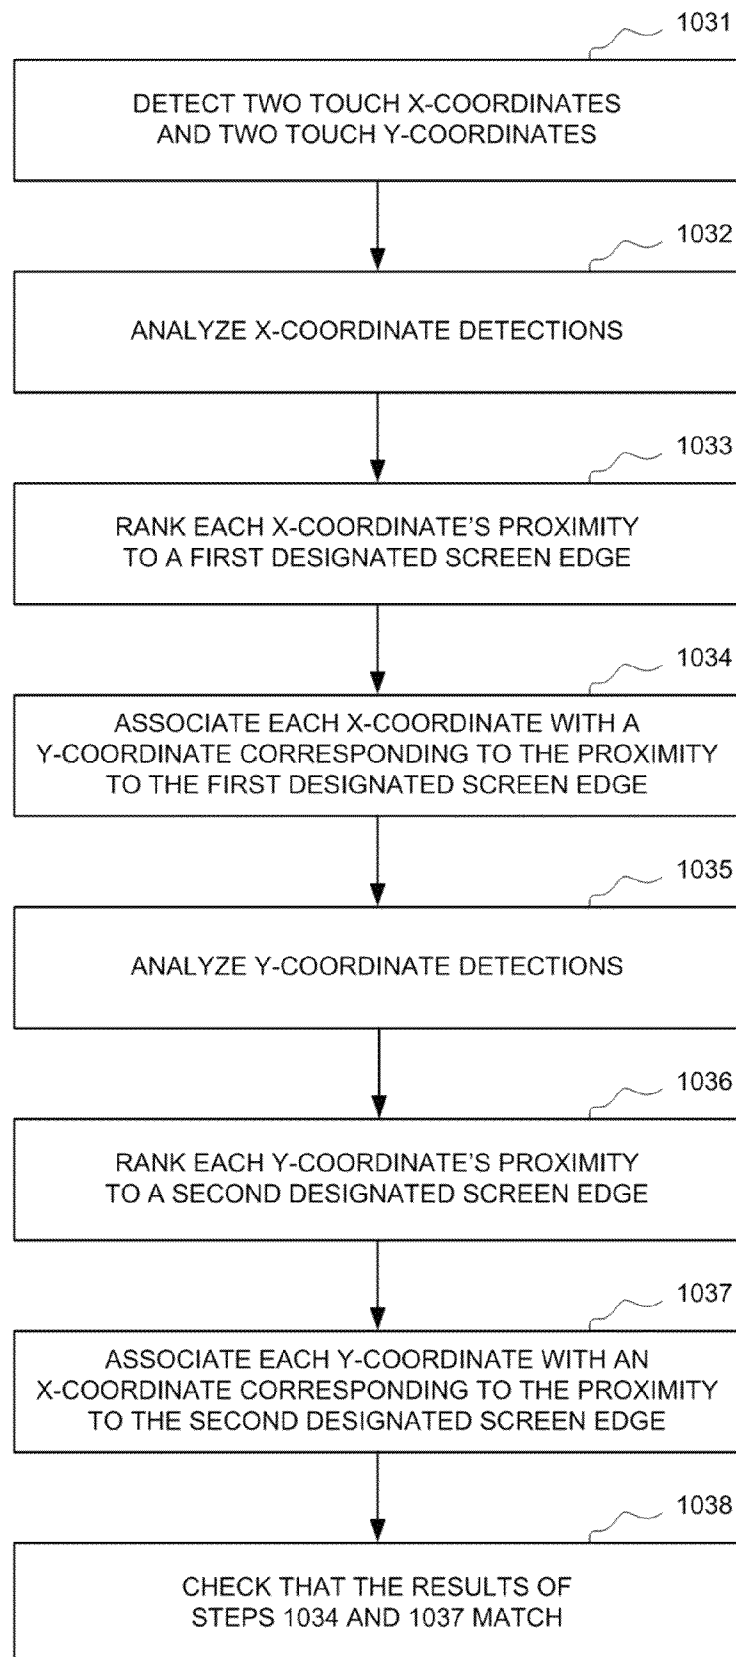 1031
DETECT TWO TOUCH X-COORDINATES
AND TWO TOUCH Y-COORDINATES
1032
ANALYZE X-COORDINATE DETECTIONS
1033
RANK EACH X-COORDINATE'S PROXIMITY
TO A FIRST DESIGNATED SCREEN EDGE
1034
ASSOCIATE EACH X-COORDINATE WITH A
Y-COORDINATE CORRESPONDING TO THE PROXIMITY
TO THE FIRST DESIGNATED SCREEN EDGE
1035
ANALYZE Y-COORDINATE DETECTIONS
1036
RANK EACH Y-COORDINATE'S PROXIMITY
TO A SECOND DESIGNATED SCREEN EDGE
1037
ASSOCIATE EACH Y-COORDINATE WITH AN
X-COORDINATE CORRESPONDING TO THE PROXIMITY
TO THE SECOND DESIGNATED SCREEN EDGE
1038
CHECK THAT THE RESULTS OF
STEPS 1034 AND 1037 MATCH